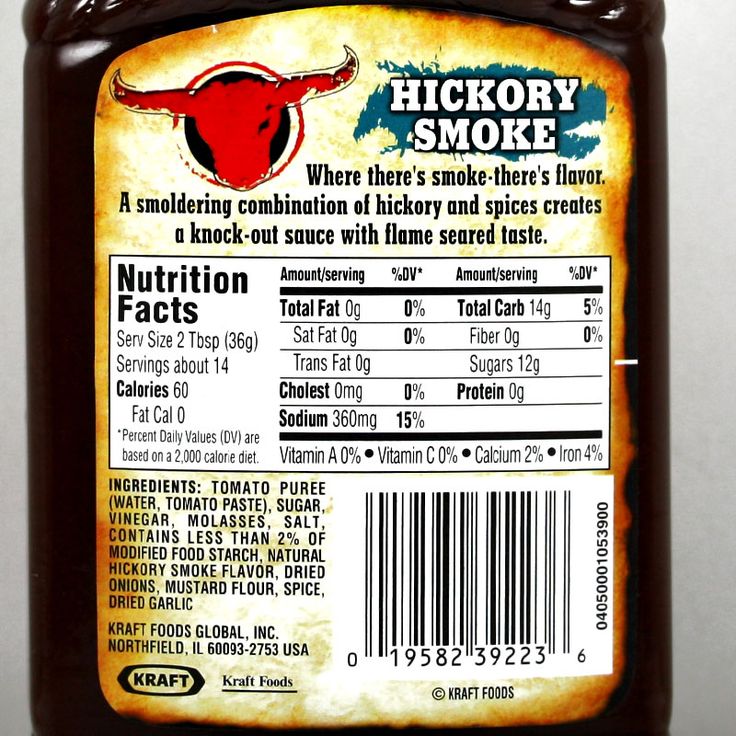 HICKORY
SMOKE
Where there's smoke-there's flavor.
A smoldering combination of hickory and spices creates
a knock-out sauce with flame seared taste.
Nutrition
Facts
Serv Size 2 Tbsp (36g)
Servings about 14
Calories 60
Fat Cal 0
*Percent Daily Values (DV) are
based on a 2,000 calorie diet.
Amount/serving %DV* Amount/serving %DV*
Total Fat 0g 0% Total Carb 14g 5%
Sat Fat 0g 0% Fiber 0g 0%
Trans Fat 0g Sugars 12g
Cholest 0mg 0% Protein 0g
Sodium 360mg 15%
Vitamin A 0% • Vitamin C 0% • Calcium 2% • Iron 4%
INGREDIENTS: TOMATO PUREE
(WATER, TOMATO PASTE), SUGAR,
VINEGAR, MOLASSES, SALT,
CONTAINS LESS THAN 2% OF
MODIFIED FOOD STARCH, NATURAL
HICKORY SMOKE FLAVOR, DRIED
ONIONS, MUSTARD FLOUR, SPICE,
DRIED GARLIC
KRAFT FOODS GLOBAL, INC.
NORTHFIELD, IL 60093-2753 USA
KRAFT Kraft Foods
0 19582 39223 6
04050001053900
© KRAFT FOODS